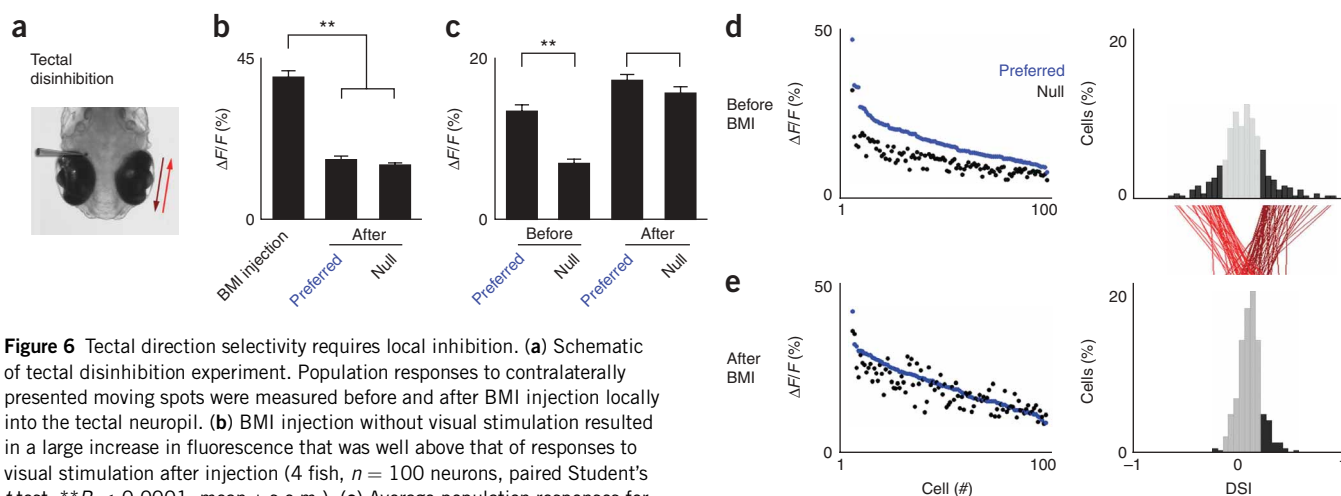 a
Tectal
disinhibition
b
**
45
ΔF/F (%)
0
BMI injection
Preferred
Null
After
c
**
20
ΔF/F (%)
0
Before
After
Preferred
Null
Preferred
Null
d
Before
BMI
50
ΔF/F (%)
0
Preferred
Null
1
100
20
Cells (%)
0
e
After
BMI
50
ΔF/F (%)
0
1
100
Cell (#)
20
Cells (%)
0
–1
0
DSI
Figure 6 Tectal direction selectivity requires local inhibition. (a) Schematic
of tectal disinhibition experiment. Population responses to contralaterally
presented moving spots were measured before and after BMI injection locally
into the tectal neuropil. (b) BMI injection without visual stimulation resulted
in a large increase in fluorescence that was well above that of responses to
visual stimulation after injection (4 fish, n = 100 neurons, paired Student's